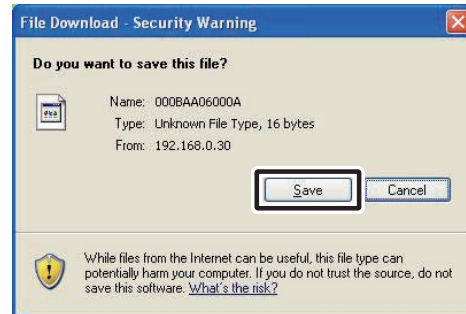 File Download - Security Warning
Do you want to save this file?
Name: 000BAA06000A
Type: Unknown File Type, 16 bytes
From: 192.168.0.30
Save Cancel
While files from the Internet can be useful, this file type can
potentially harm your computer. If you do not trust the source, do not
save this software. What's the risk?